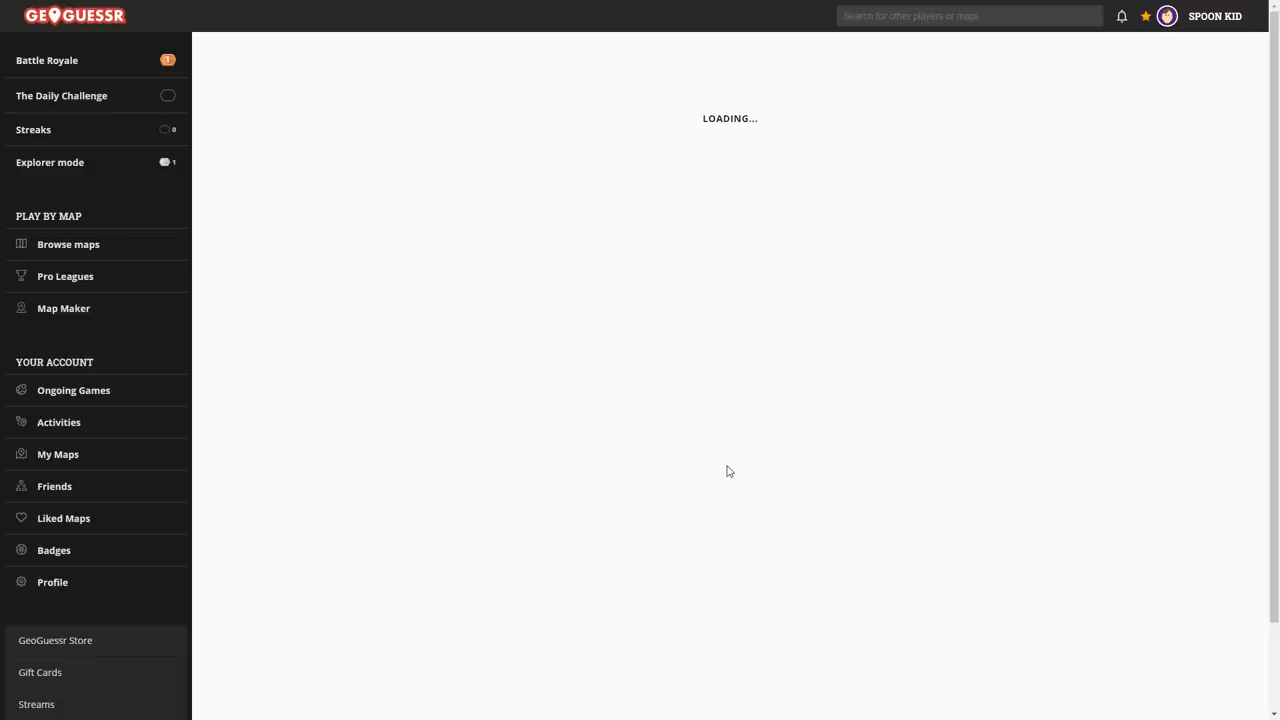 GEOGUESSR
Search for other players or maps
SPOON KID
Battle Royale
The Daily Challenge
Streaks
0
Explorer mode
1
LOADING...
PLAY BY MAP
Browse maps
Pro Leagues
Map Maker
YOUR ACCOUNT
Ongoing Games
Activities
My Maps
Friends
Liked Maps
Badges
Profile
GeoGuessr Store
Gift Cards
Streams